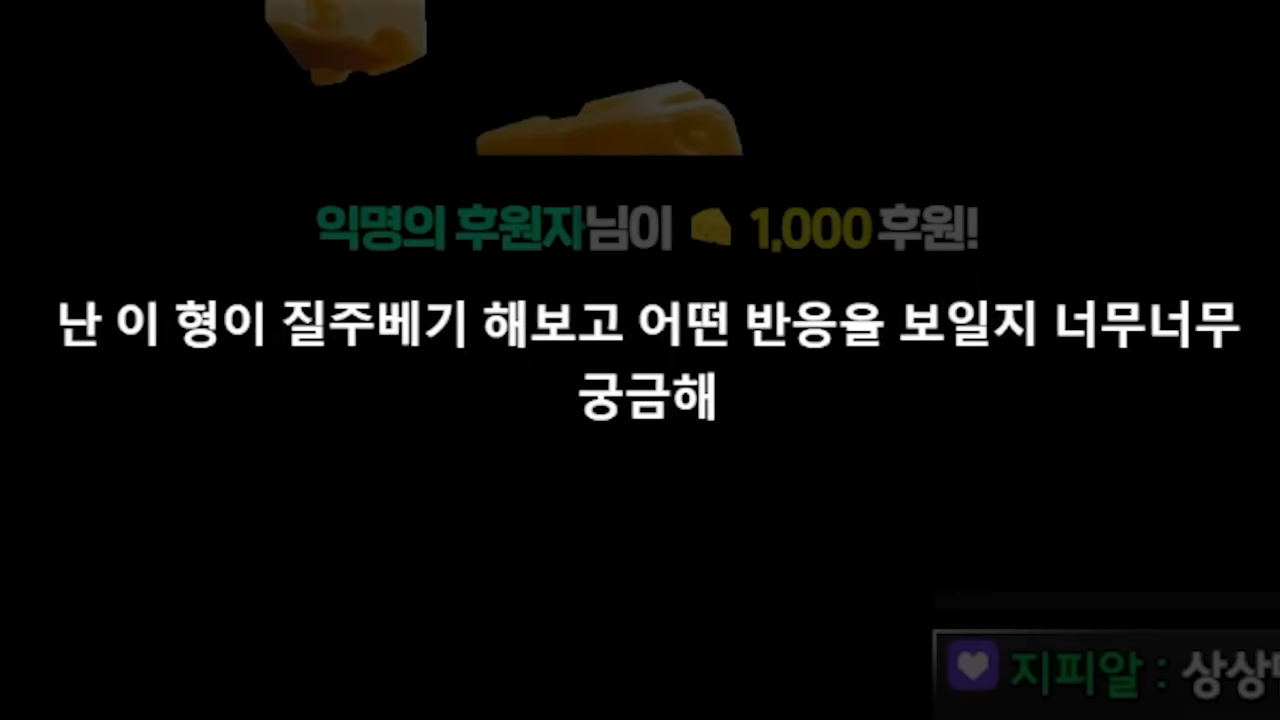 익명의 후원자님이 1,000 후원!
난 이 형이 질주베기 해보고 어떤 반응을 보일지 너무너무
궁금해
지피알 : 상상